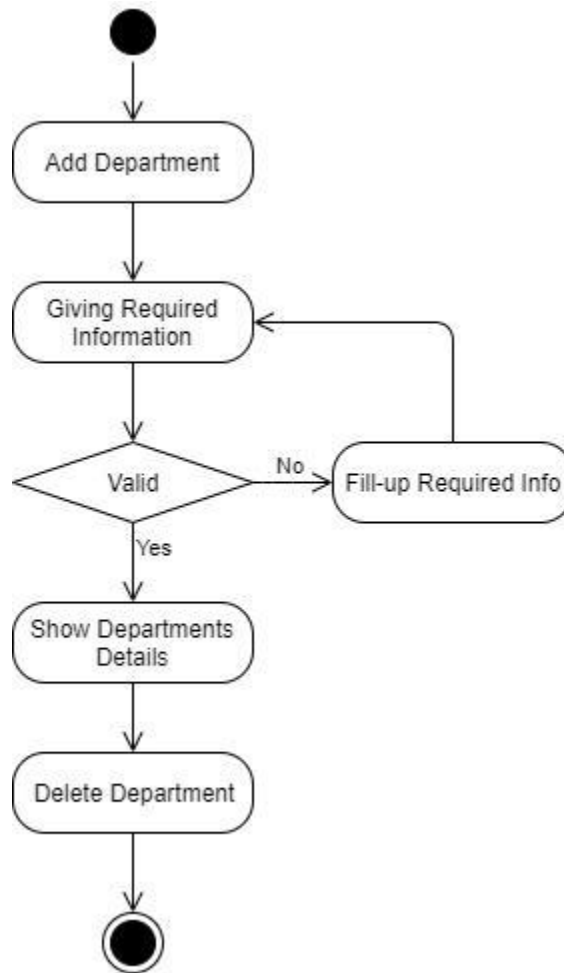 Add Department
Giving Required
Information
Valid
No
Fill-up Required Info
Yes
Show Departments
Details
Delete Department